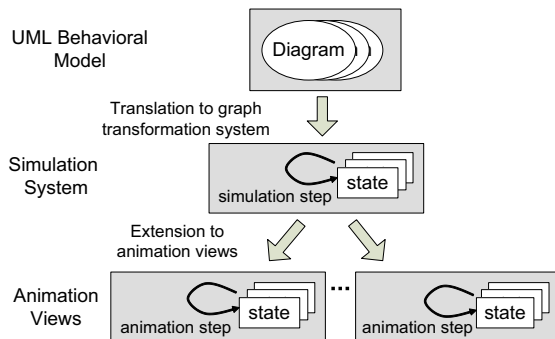 UML Behavioral
Model
Diagram
Translation to graph
transformation system
Simulation
System
state
simulation step
Extension to
animation views
Animation
Views
state
animation step
...
state
animation step